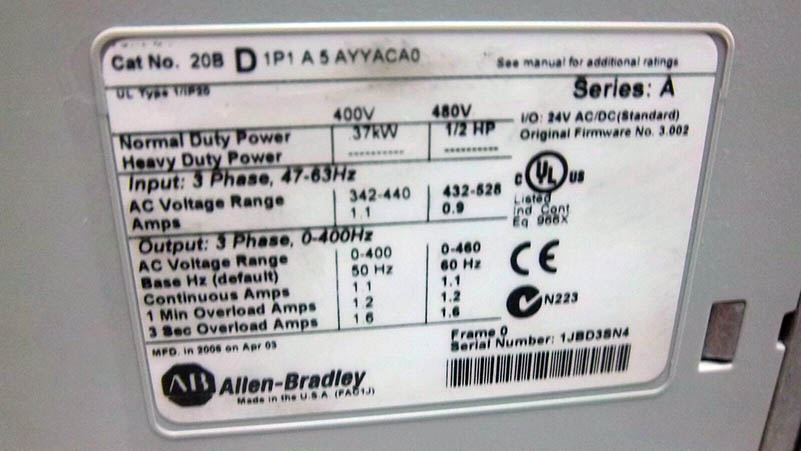 Cat No. 20B D 1P1 A 5 AYYACA0 See manual for additional ratings
UL Type 1/IP20 Series: A
400V 480V I/O: 24V AC/DC(Standard)
Normal Duty Power 37kW 1/2 HP Original Firmware No. 3.002
Heavy Duty Power ---------- ----------
Input: 3 Phase, 47-63Hz
AC Voltage Range 342-440 432-528
Amps 1.1 0.9
C UL US
Listed
Ind Cont
Eq 966X
Output: 3 Phase, 0-400Hz
AC Voltage Range 0-400 0-460
Base Hz (default) 50 Hz 60 Hz
Continuous Amps 1.1 1.1
1 Min Overload Amps 1.2 1.2
3 Sec Overload Amps 1.6 1.6
CE
N223
MFD. in 2006 on Apr 03
Frame 0
Serial Number: 1JBD3SN4
AB Allen-Bradley
Made in the U.S.A. (FAC1J)